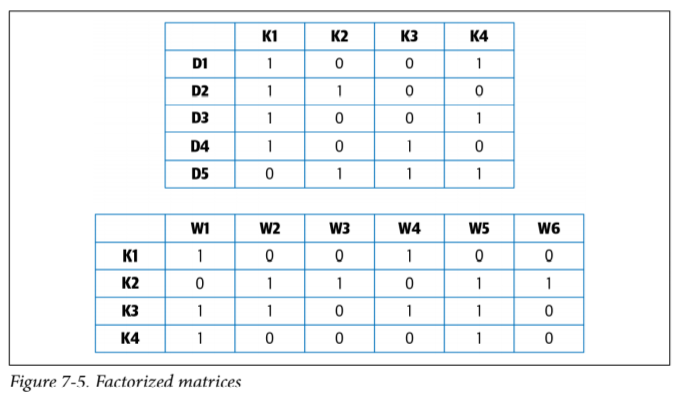 K1 K2 K3 K4
D1 1 0 0 1
D2 1 1 0 0
D3 1 0 0 1
D4 1 0 1 0
D5 0 1 1 1
W1 W2 W3 W4 W5 W6
K1 1 0 0 1 0 0
K2 0 1 1 0 1 1
K3 1 1 0 1 1 0
K4 1 0 0 0 1 0
Figure 7-5. Factorized matrices